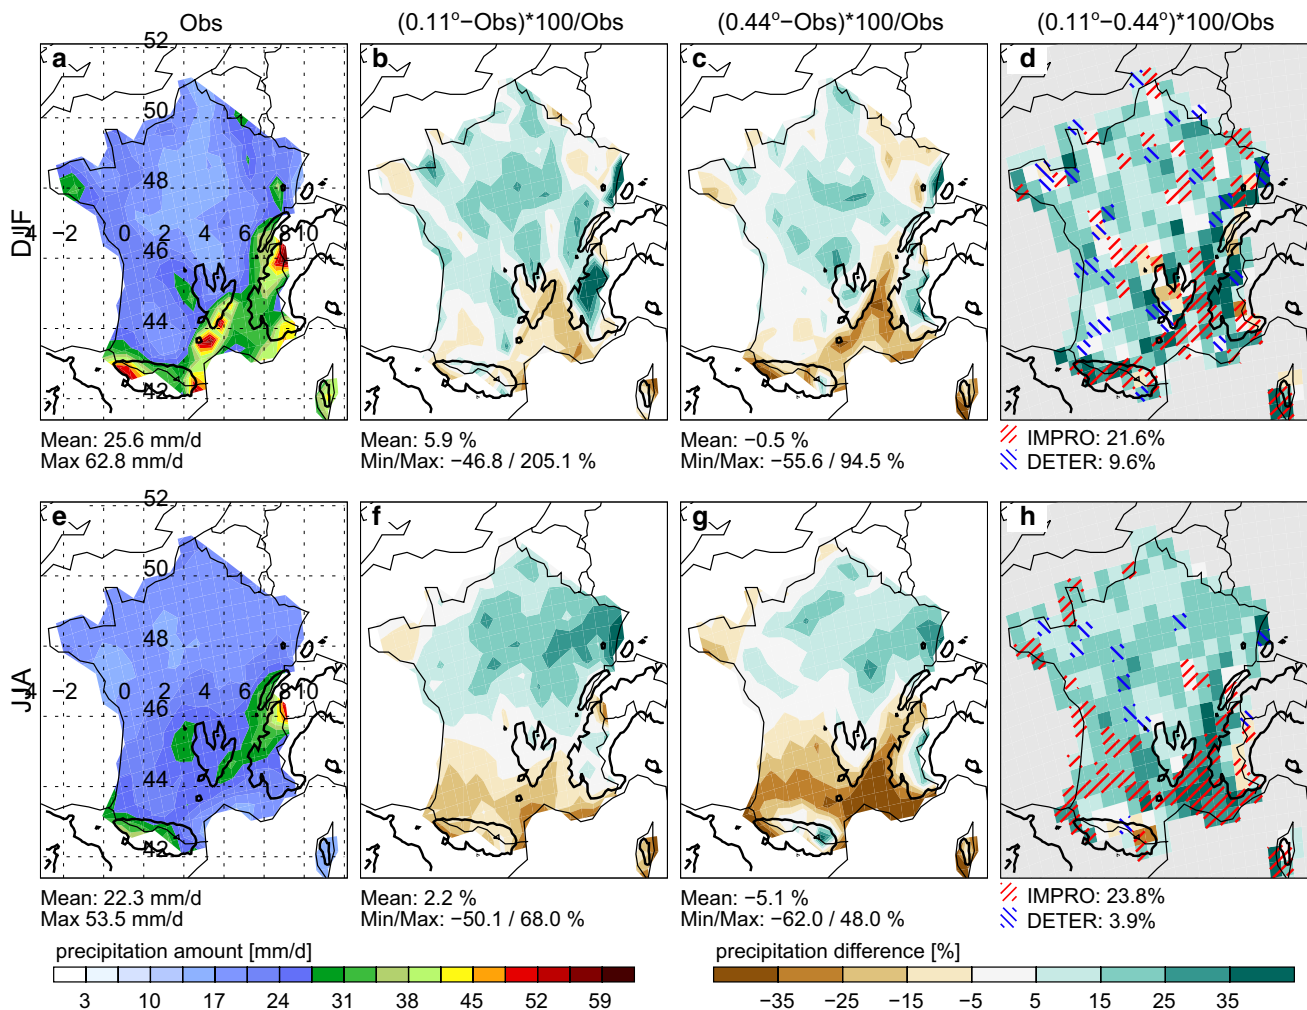 Obs
(0.11°−Obs)*100/Obs
(0.44°−Obs)*100/Obs
(0.11°−0.44°)*100/Obs
DJF
a
b
c
d
52
50
48
4 −2 0 2 4 6 8 10
46
44
42
Mean: 25.6 mm/d
Max 62.8 mm/d
Mean: 5.9 %
Min/Max: −46.8 / 205.1 %
Mean: −0.5 %
Min/Max: −55.6 / 94.5 %
IMPRO: 21.6%
DETER: 9.6%
JJA
e
f
g
h
52
50
48
4 −2 0 2 4 6 8 10
46
44
42
Mean: 22.3 mm/d
Max 53.5 mm/d
Mean: 2.2 %
Min/Max: −50.1 / 68.0 %
Mean: −5.1 %
Min/Max: −62.0 / 48.0 %
IMPRO: 23.8%
DETER: 3.9%
precipitation amount [mm/d]
3 10 17 24 31 38 45 52 59
precipitation difference [%]
−35 −25 −15 −5 5 15 25 35